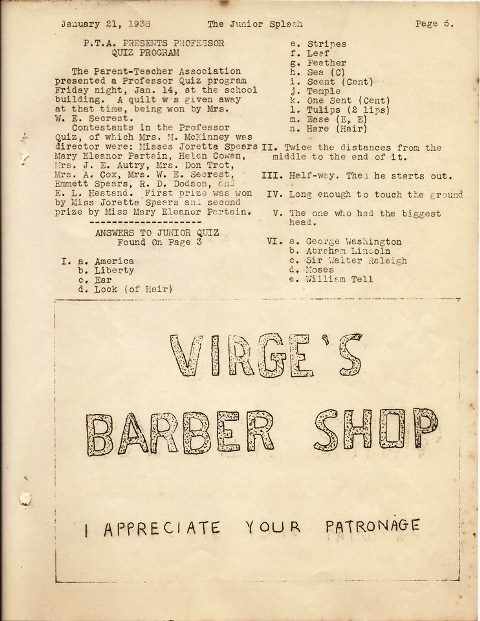 January 21, 1938 The Junior Splash Page 6.
P.T.A. PRESENTS PROFESSOR
QUIZ PROGRAM
The Parent-Teacher Association
presented a Professor Quiz program
Friday night, Jan. 14, at the school
building. A quilt was given away
at that time, being won by Mrs.
W. E. Secrest.
Contestants in the Professor
Quiz, of which Mrs. M. McKinney was
director were: Misses Joretta Spears
Mary Eleanor Partain, Helen Cowan,
Mrs. J. E. Autry, Mrs. Don Trot,
Mrs. A. Cox, Mrs. W. E. Secrest,
Emmett Spears, R. D. Dodson, and
E. L. Hestand. First prize was won
by Miss Joretta Spears and second
prize by Miss Mary Eleanor Partain.
ANSWERS TO JUNIOR QUIZ
Found On Page 3
I. a. America
b. Liberty
c. Ear
d. Lock (of Hair)
e. Stripes
f. Leaf
g. Feather
h. Sea (C)
i. Scent (Cent)
j. Temple
k. One Sent (Cent)
l. Tulips (2 lips)
m. Ease (E, E)
n. Hare (Hair)
II. Twice the distances from the
middle to the end of it.
III. Half-way. Then he starts out.
IV. Long enough to touch the ground
V. The one who had the biggest
head.
VI. a. George Washington
b. Abraham Lincoln
c. Sir Walter Raleigh
d. Moses
e. William Tell
VIRGE'S
BARBER SHOP
I APPRECIATE YOUR PATRONAGE